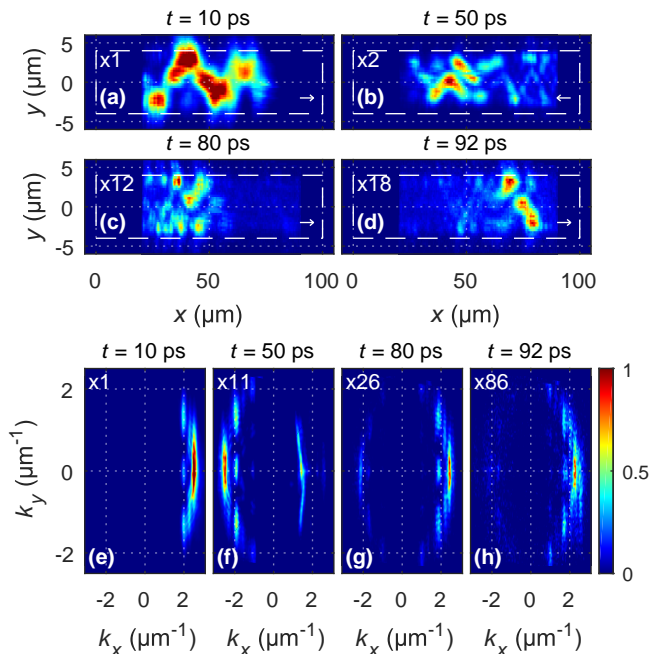 t = 10 ps t = 50 ps
5 0 -5 y (μm) x1 (a) → x2 (b) ←
t = 80 ps t = 92 ps
5 0 -5 y (μm) x12 (c) → x18 (d) →
0 50 100 0 50 100
x (μm) x (μm)
t = 10 ps t = 50 ps t = 80 ps t = 92 ps
2 0 -2 k_y (μm⁻¹) x1 (e) x11 (f) x26 (g) x86 (h) 1 0.5 0
-2 0 2 -2 0 2 -2 0 2 -2 0 2
k_x (μm⁻¹) k_x (μm⁻¹) k_x (μm⁻¹) k_x (μm⁻¹)